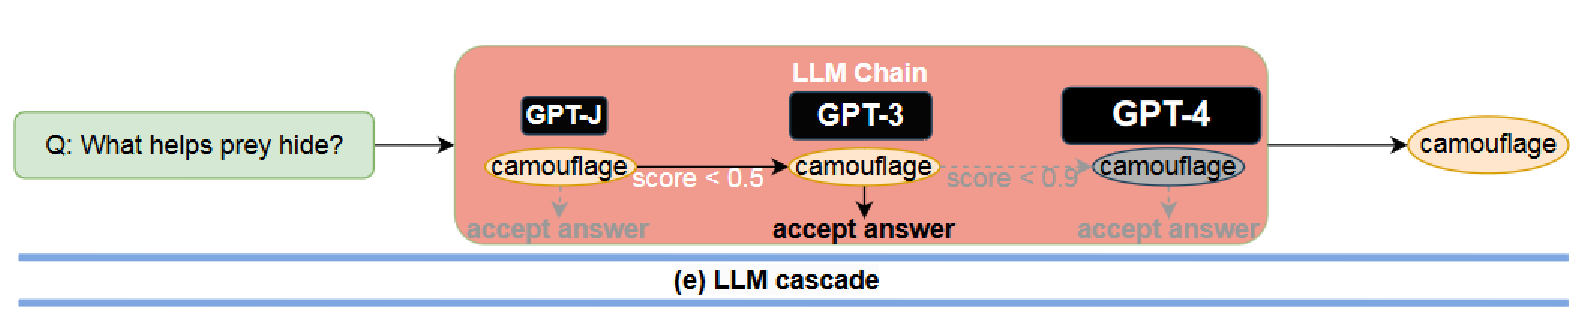 LLM Chain
GPT-J
GPT-3
GPT-4
Q: What helps prey hide?
camouflage
score < 0.5
camouflage
score < 0.9
camouflage
camouflage
accept answer
accept answer
accept answer
(e) LLM cascade